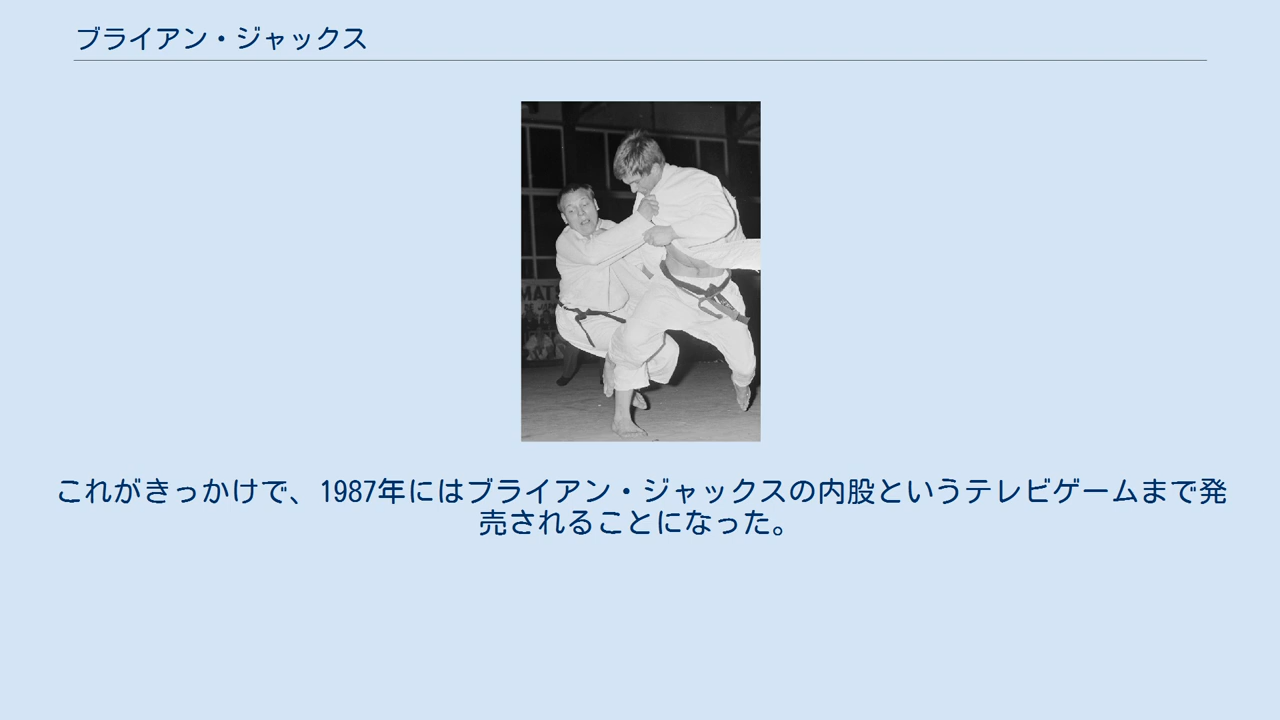 ブライアン・ジャックス
MATS
これがきっかけで、1987年にはブライアン・ジャックスの内股というテレビゲームまで発
売されることになった。